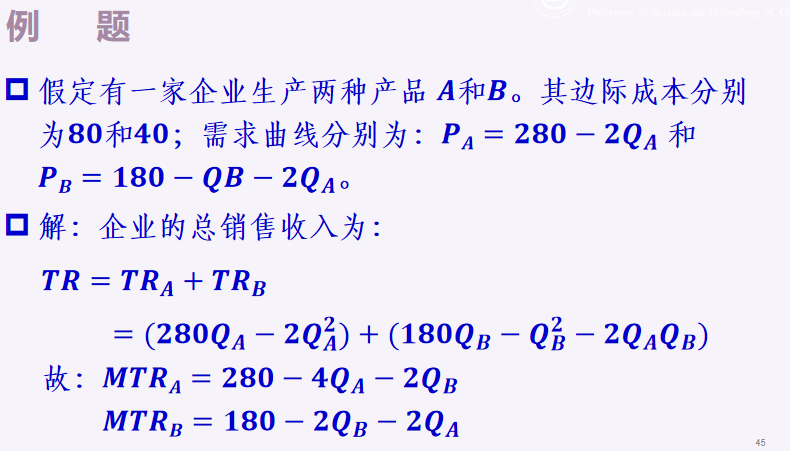 University of Science and Technology of
例 题
假定有一家企业生产两种产品 A和B。其边际成本分别
为80和40；需求曲线分别为：P_A = 280 − 2Q_A 和
P_B = 180 − QB − 2Q_A。
解：企业的总销售收入为：
TR = TR_A + TR_B
= (280Q_A − 2Q_A^2) + (180Q_B − Q_B^2 − 2Q_AQ_B)
故：MTR_A = 280 − 4Q_A − 2Q_B
MTR_B = 180 − 2Q_B − 2Q_A
45